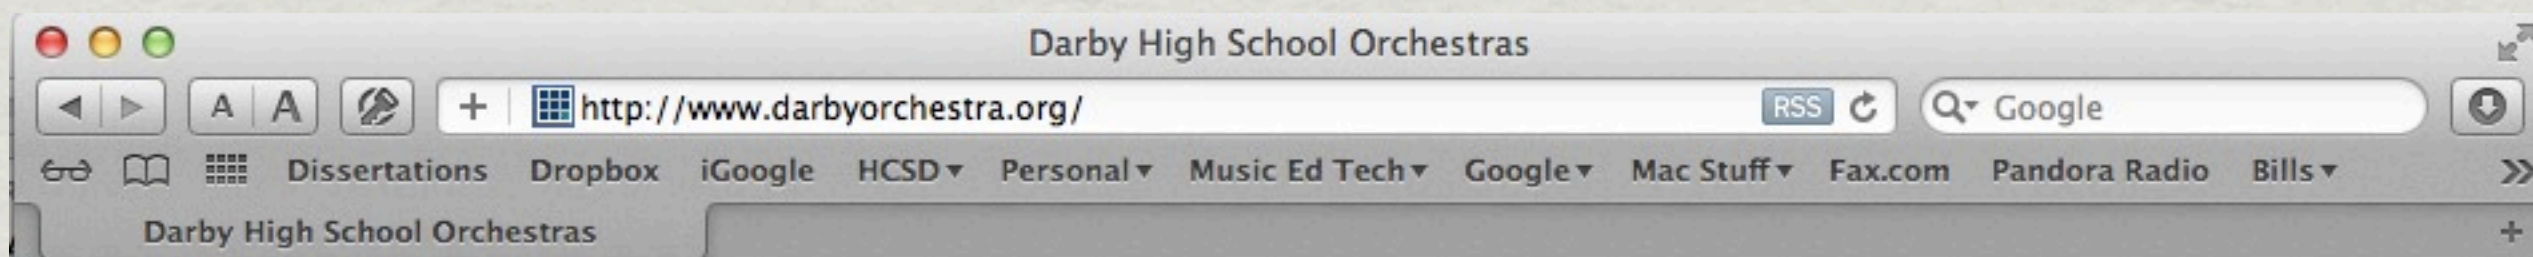 Darby High School Orchestras
A A + http://www.darbyorchestra.org/ RSS Google
Dissertations Dropbox iGoogle HCSD Personal Music Ed Tech Google Mac Stuff Fax.com Pandora Radio Bills >>
Darby High School Orchestras +